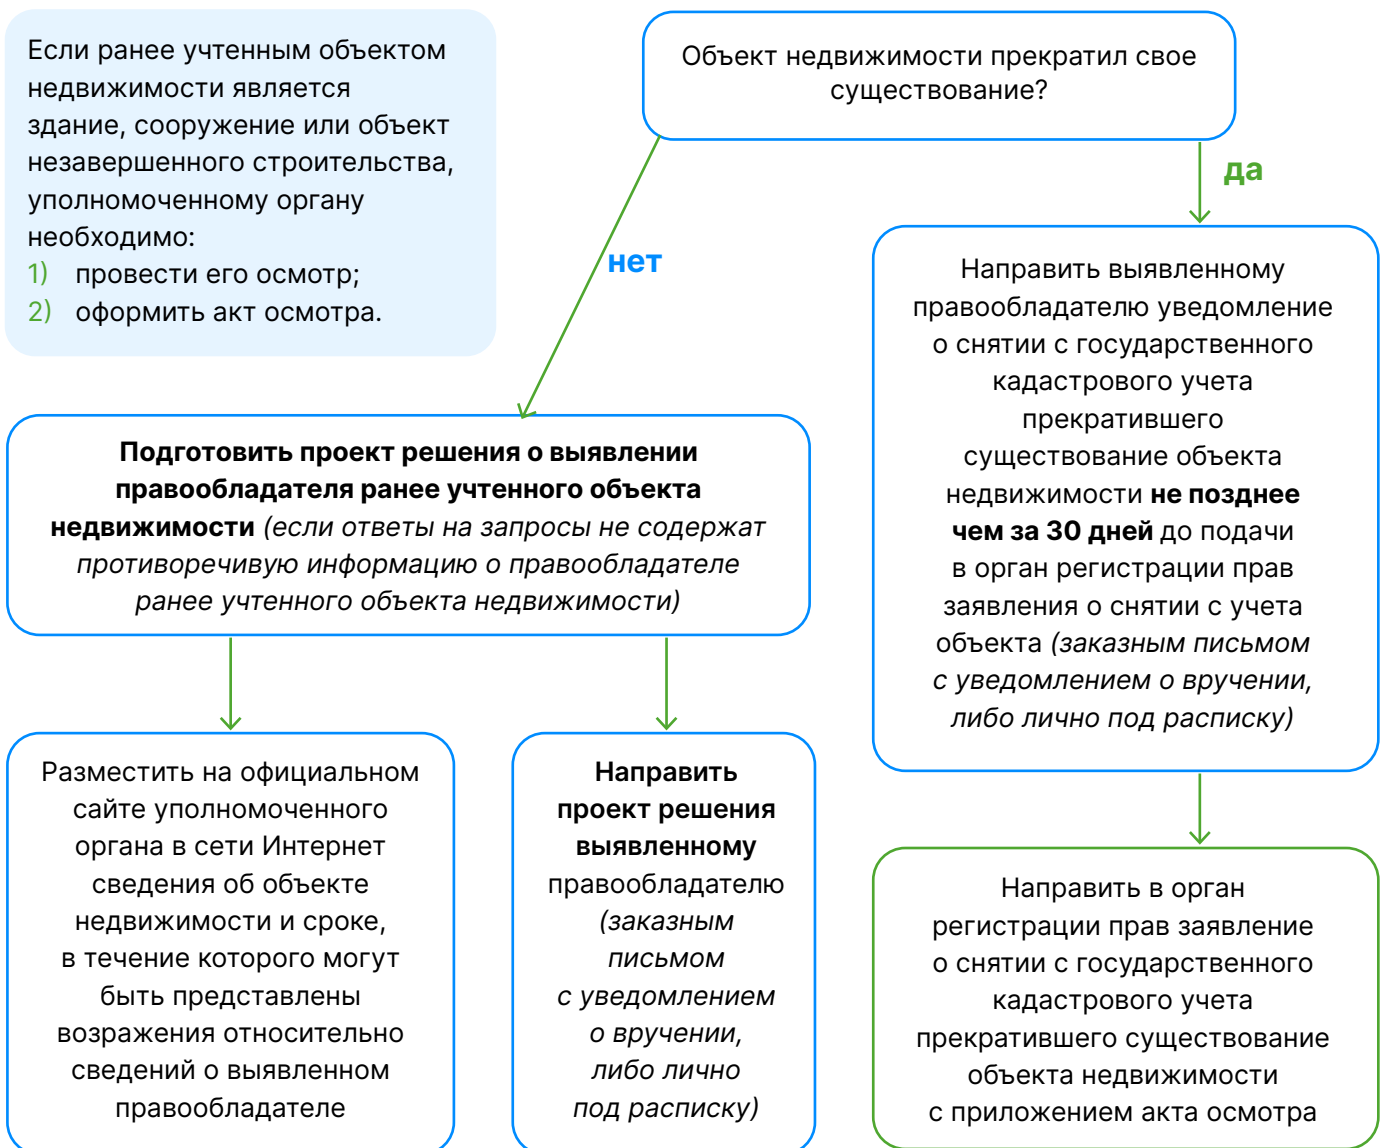 Если ранее учтенным объектом
недвижимости является
здание, сооружение или объект
незавершенного строительства,
уполномоченному органу
необходимо:
1) провести его осмотр;
2) оформить акт осмотра.
Объект недвижимости прекратил свое
существование?
да
нет
Направить выявленному
правообладателю уведомление
о снятии с государственного
кадастрового учета
прекратившего
существование объекта
недвижимости не позднее
чем за 30 дней до подачи
в орган регистрации прав
заявления о снятии с учета
объекта (заказным письмом
с уведомлением о вручении,
либо лично под расписку)
Подготовить проект решения о выявлении
правообладателя ранее учтенного объекта
недвижимости (если ответы на запросы не содержат
противоречивую информацию о правообладателе
ранее учтенного объекта недвижимости)
Разместить на официальном
сайте уполномоченного
органа в сети Интернет
сведения об объекте
недвижимости и сроке,
в течение которого могут
быть представлены
возражения относительно
сведений о выявленном
правообладателе
Направить
проект решения
выявленному
правообладателю
(заказным
письмом
с уведомлением
о вручении,
либо лично
под расписку)
Направить в орган
регистрации прав заявление
о снятии с государственного
кадастрового учета
прекратившего существование
объекта недвижимости
с приложением акта осмотра